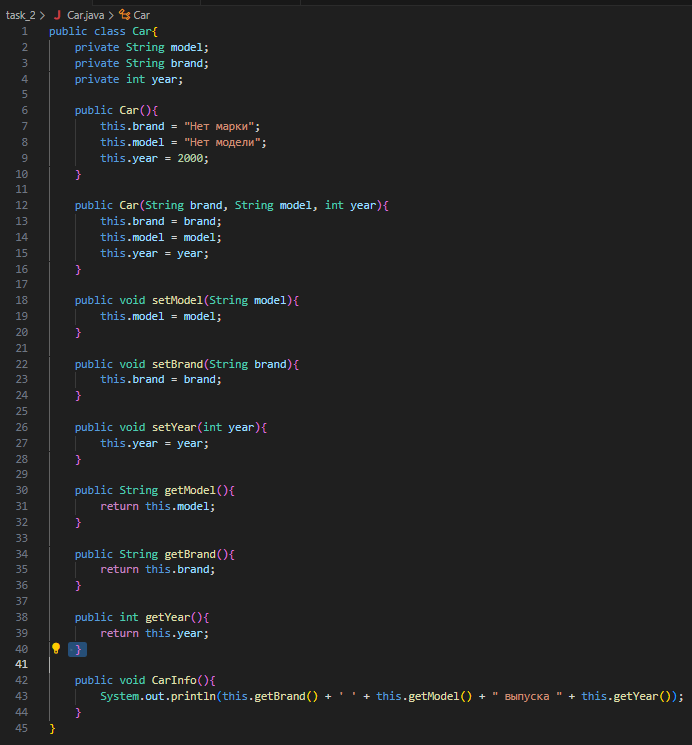 task_2 > J Car.java > Car
1 public class Car{
2     private String model;
3     private String brand;
4     private int year;
5
6     public Car(){
7         this.brand = "Нет марки";
8         this.model = "Нет модели";
9         this.year = 2000;
10     }
11
12     public Car(String brand, String model, int year){
13         this.brand = brand;
14         this.model = model;
15         this.year = year;
16     }
17
18     public void setModel(String model){
19         this.model = model;
20     }
21
22     public void setBrand(String brand){
23         this.brand = brand;
24     }
25
26     public void setYear(int year){
27         this.year = year;
28     }
29
30     public String getModel(){
31         return this.model;
32     }
33
34     public String getBrand(){
35         return this.brand;
36     }
37
38     public int getYear(){
39         return this.year;
40     }
41
42     public void CarInfo(){
43         System.out.println(this.getBrand() + ' ' + this.getModel() + " выпуска " + this.getYear());
44     }
45 }